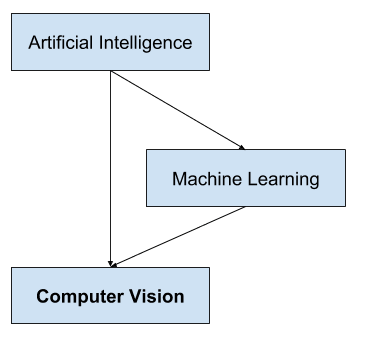 Artificial Intelligence
Machine Learning
Computer Vision